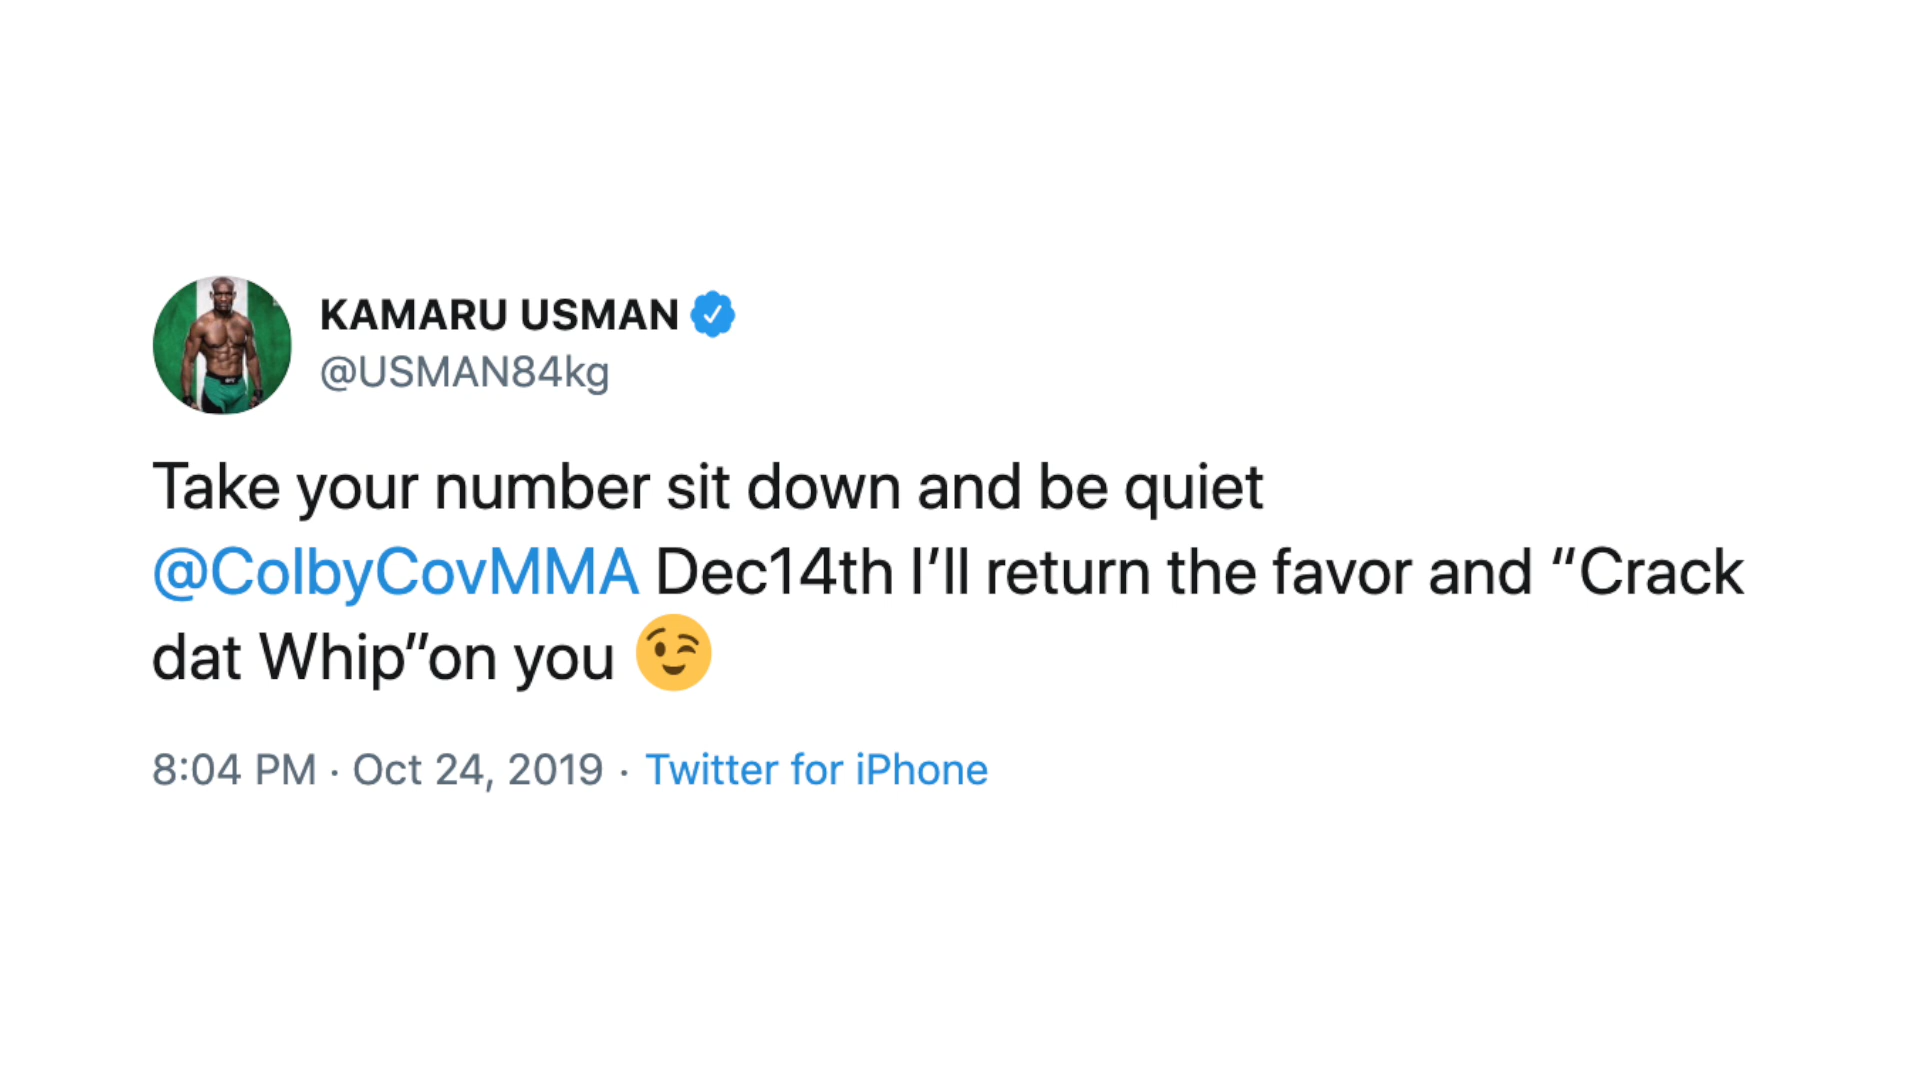 KAMARU USMAN
@USMAN84kg
Take your number sit down and be quiet
@ColbyCovMMA Dec14th I’ll return the favor and “Crack
dat Whip”on you 😉
8:04 PM · Oct 24, 2019 · Twitter for iPhone